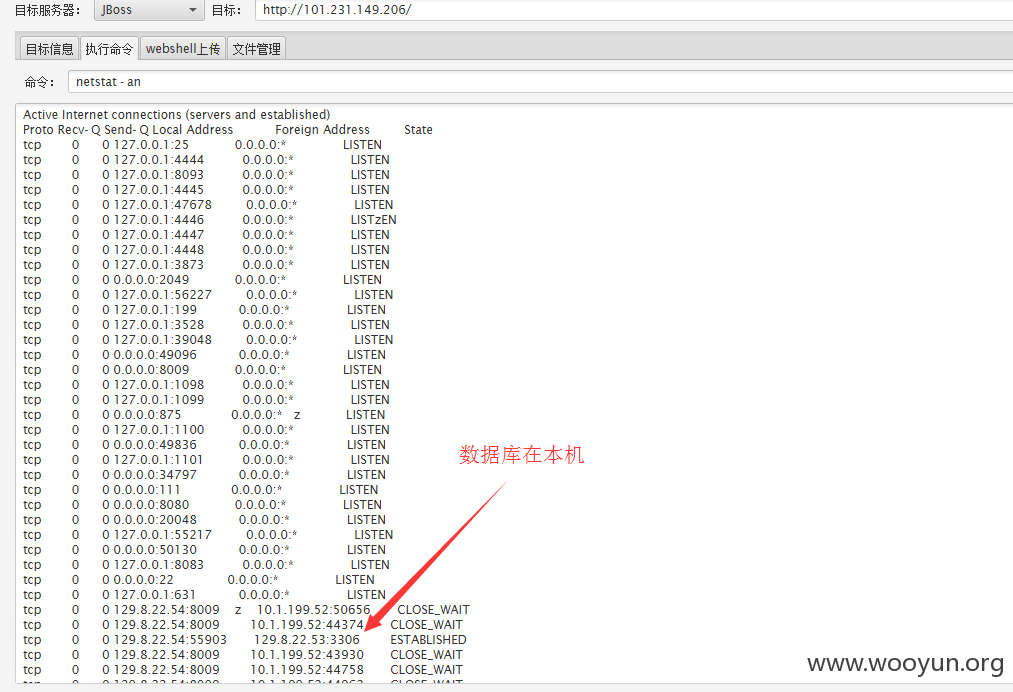 目标服务器： JBoss 目标： http://101.231.149.206/
目标信息 执行命令 webshell上传 文件管理
命令： netstat -an
Active Internet connections (servers and established)
Proto Recv-Q Send-Q Local Address Foreign Address State
tcp 0 0 127.0.0.1:25 0.0.0.0:* LISTEN
tcp 0 0 127.0.0.1:4444 0.0.0.0:* LISTEN
tcp 0 0 127.0.0.1:8093 0.0.0.0:* LISTEN
tcp 0 0 127.0.0.1:4445 0.0.0.0:* LISTEN
tcp 0 0 127.0.0.1:47678 0.0.0.0:* LISTEN
tcp 0 0 127.0.0.1:4446 0.0.0.0:* LISTzEN
tcp 0 0 127.0.0.1:4447 0.0.0.0:* LISTEN
tcp 0 0 127.0.0.1:4448 0.0.0.0:* LISTEN
tcp 0 0 127.0.0.1:3873 0.0.0.0:* LISTEN
tcp 0 0 0.0.0.0:2049 0.0.0.0:* LISTEN
tcp 0 0 127.0.0.1:56227 0.0.0.0:* LISTEN
tcp 0 0 127.0.0.1:199 0.0.0.0:* LISTEN
tcp 0 0 127.0.0.1:3528 0.0.0.0:* LISTEN
tcp 0 0 127.0.0.1:39048 0.0.0.0:* LISTEN
tcp 0 0 0.0.0.0:49096 0.0.0.0:* LISTEN
tcp 0 0 0.0.0.0:8009 0.0.0.0:* LISTEN
tcp 0 0 127.0.0.1:1098 0.0.0.0:* LISTEN
tcp 0 0 127.0.0.1:1099 0.0.0.0:* LISTEN
tcp 0 0 0.0.0.0:875 0.0.0.0:* z LISTEN
tcp 0 0 127.0.0.1:1100 0.0.0.0:* LISTEN
tcp 0 0 0.0.0.0:49836 0.0.0.0:* LISTEN
数据库在本机
tcp 0 0 127.0.0.1:1101 0.0.0.0:* LISTEN
tcp 0 0 0.0.0.0:34797 0.0.0.0:* LISTEN
tcp 0 0 0.0.0.0:111 0.0.0.0:* LISTEN
tcp 0 0 0.0.0.0:8080 0.0.0.0:* LISTEN
tcp 0 0 0.0.0.0:20048 0.0.0.0:* LISTEN
tcp 0 0 127.0.0.1:55217 0.0.0.0:* LISTEN
tcp 0 0 0.0.0.0:50130 0.0.0.0:* LISTEN
tcp 0 0 127.0.0.1:8083 0.0.0.0:* LISTEN
tcp 0 0 0.0.0.0:22 0.0.0.0:* LISTEN
tcp 0 0 127.0.0.1:631 0.0.0.0:* LISTEN
tcp 0 0 129.8.22.54:8009 z 10.1.199.52:50656 CLOSE_WAIT
tcp 0 0 129.8.22.54:8009 10.1.199.52:44374 CLOSE_WAIT
tcp 0 0 129.8.22.54:55903 129.8.22.53:3306 ESTABLISHED
tcp 0 0 129.8.22.54:8009 10.1.199.52:43930 CLOSE_WAIT
tcp 0 0 129.8.22.54:8009 10.1.199.52:44758 CLOSE_WAIT
www.wooyun.org